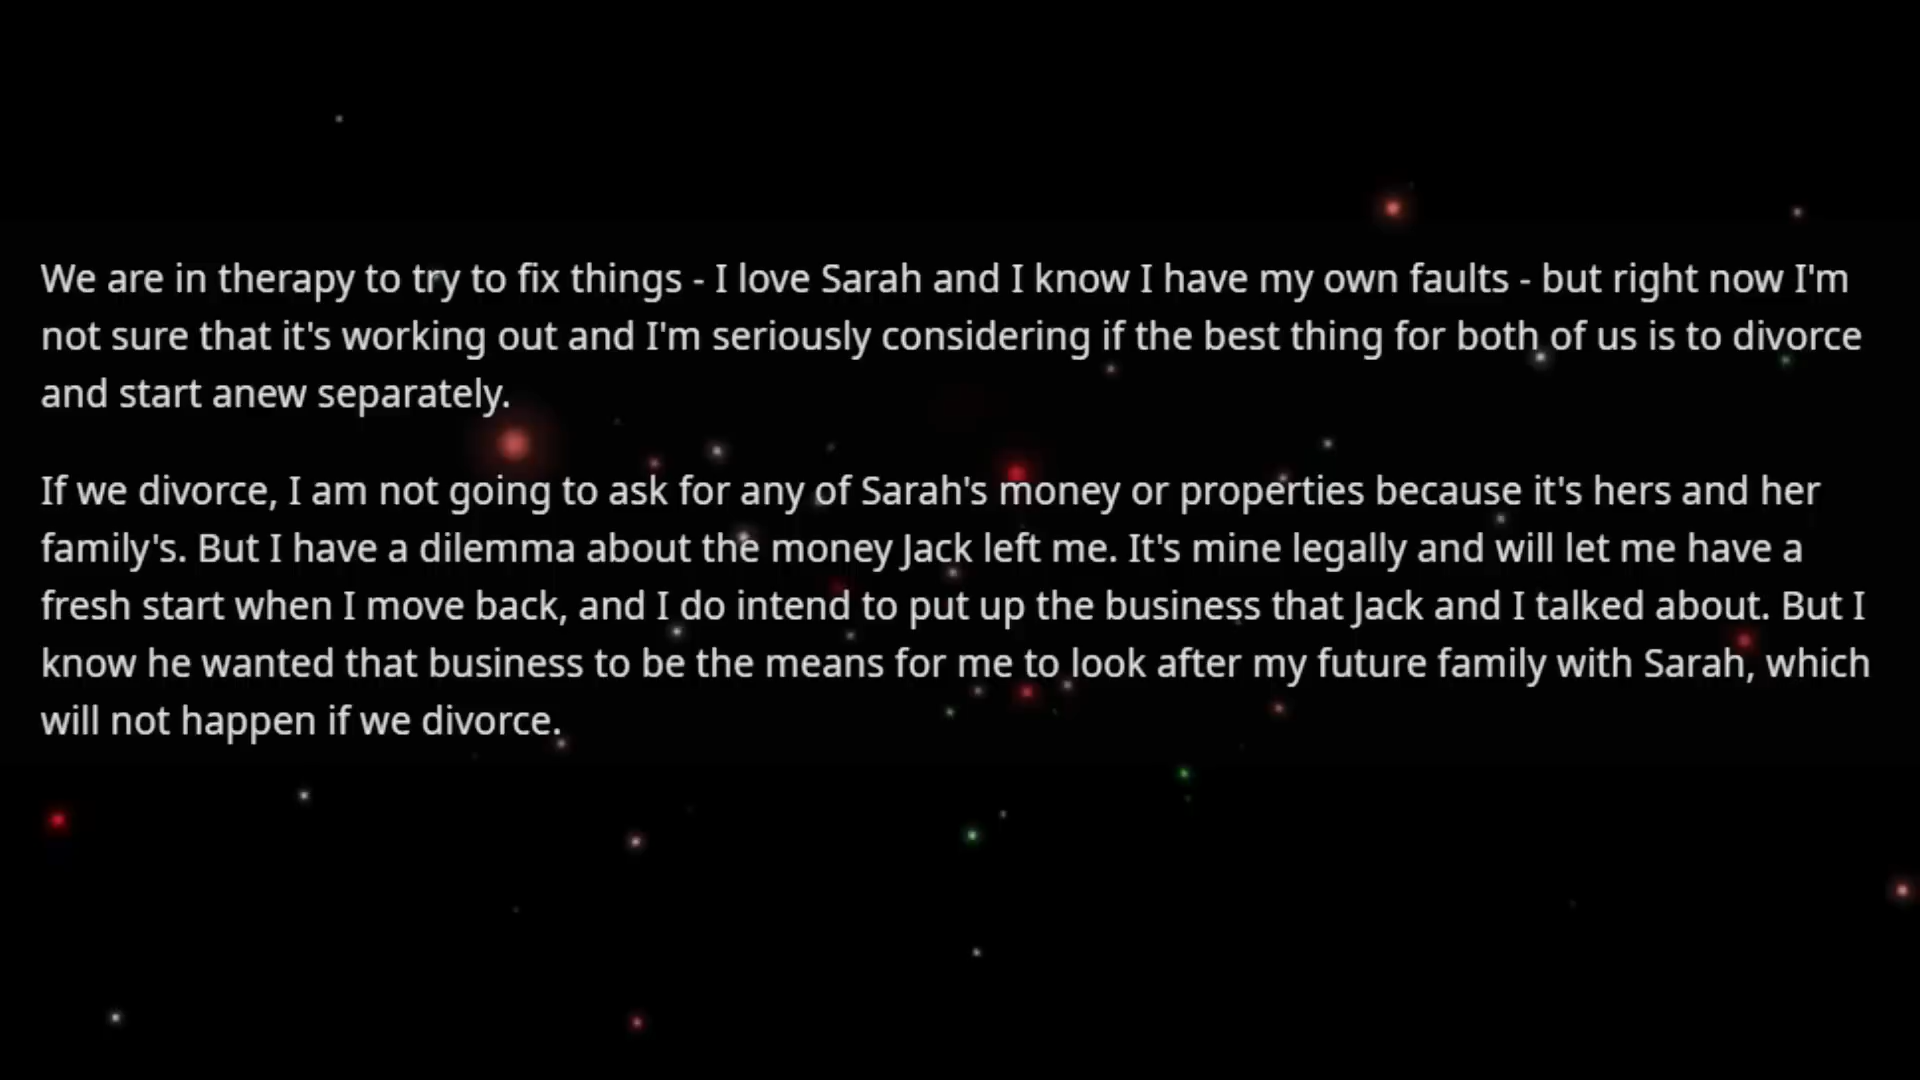 We are in therapy to try to fix things - I love Sarah and I know I have my own faults - but right now I'm
not sure that it's working out and I'm seriously considering if the best thing for both of us is to divorce
and start anew separately.
If we divorce, I am not going to ask for any of Sarah's money or properties because it's hers and her
family's. But I have a dilemma about the money Jack left me. It's mine legally and will let me have a
fresh start when I move back, and I do intend to put up the business that Jack and I talked about. But I
know he wanted that business to be the means for me to look after my future family with Sarah, which
will not happen if we divorce.